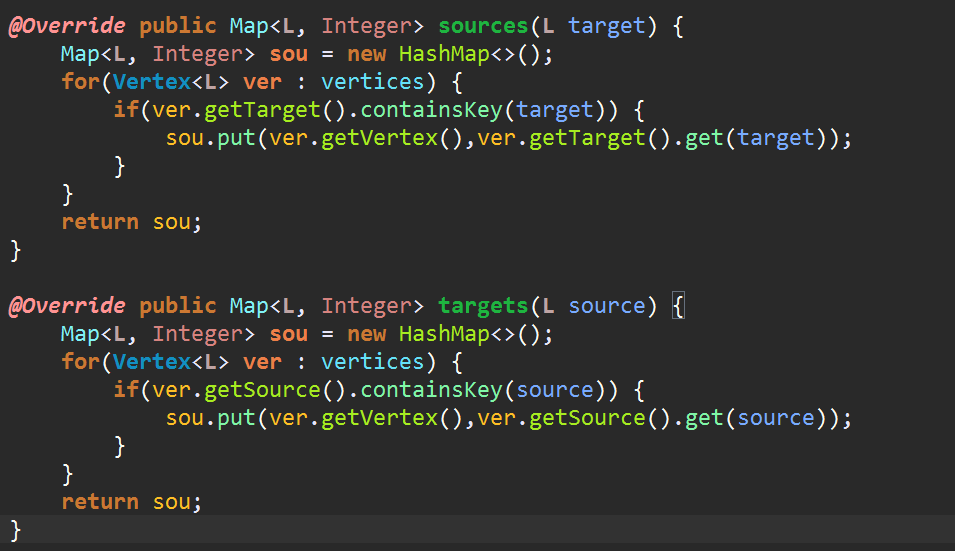 @Override public Map<L, Integer> sources(L target) {
    Map<L, Integer> sou = new HashMap<>();
    for(Vertex<L> ver : vertices) {
        if(ver.getTarget().containsKey(target)) {
            sou.put(ver.getVertex(),ver.getTarget().get(target));
        }
    }
    return sou;
}

@Override public Map<L, Integer> targets(L source) {
    Map<L, Integer> sou = new HashMap<>();
    for(Vertex<L> ver : vertices) {
        if(ver.getSource().containsKey(source)) {
            sou.put(ver.getVertex(),ver.getSource().get(source));
        }
    }
    return sou;
}